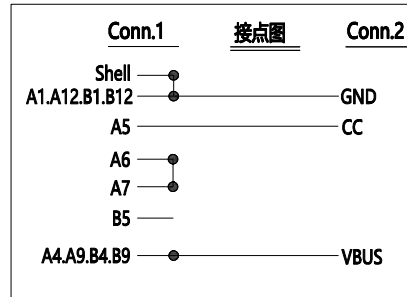 Conn.1 接点图 Conn.2
Shell
A1.A12.B1.B12 GND
A5 CC
A6
A7
B5
A4.A9.B4.B9 VBUS